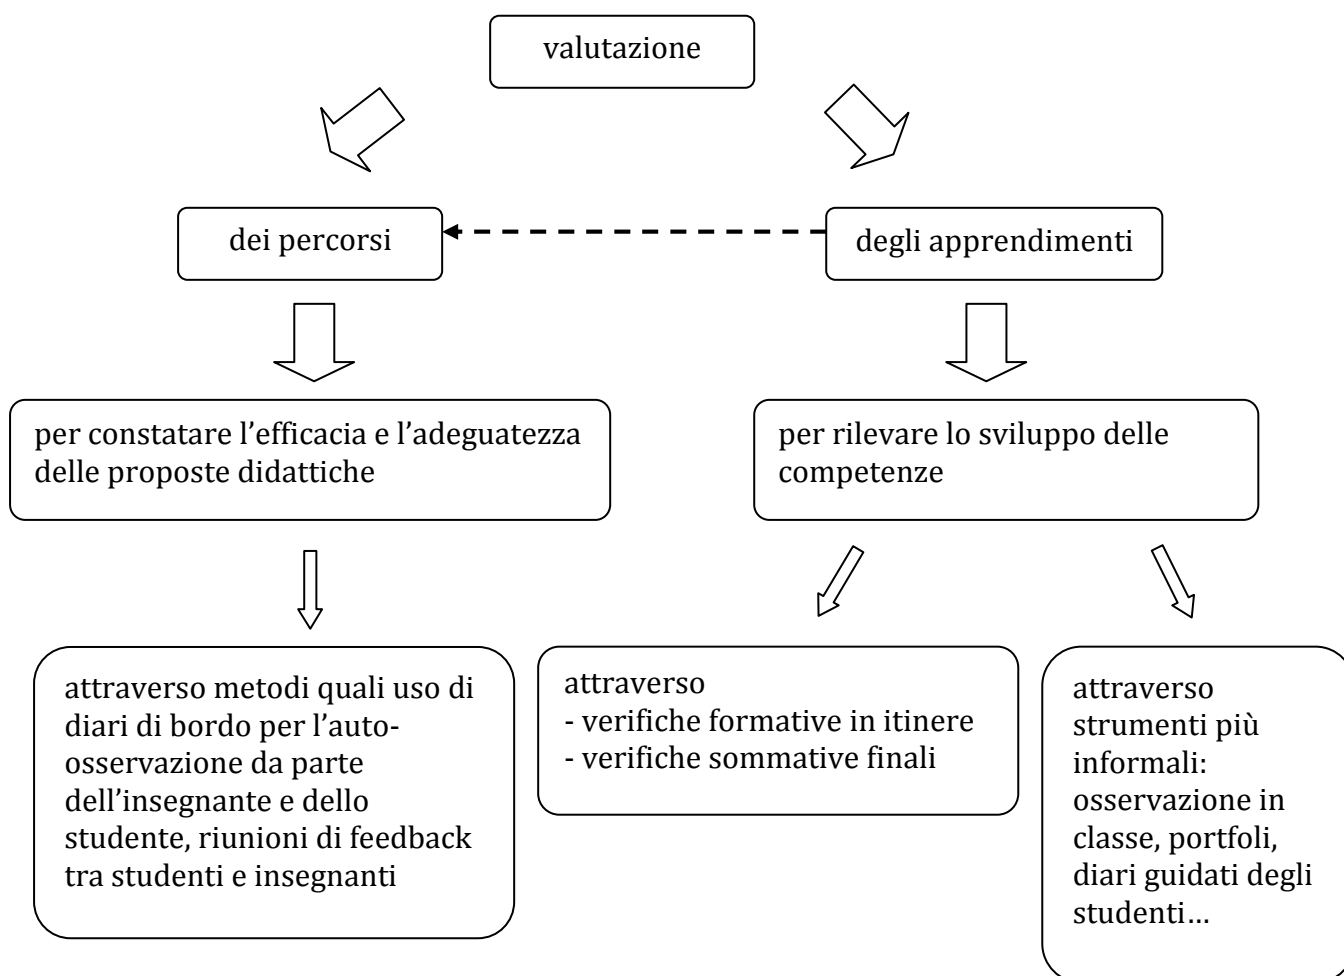 valutazione
dei percorsi
degli apprendimenti
per constatare l’efficacia e l’adeguatezza
delle proposte didattiche
per rilevare lo sviluppo delle
competenze
attraverso metodi quali uso di
diari di bordo per l’auto-
osservazione da parte
dell’insegnante e dello
studente, riunioni di feedback
tra studenti e insegnanti
attraverso
- verifiche formative in itinere
- verifiche sommative finali
attraverso
strumenti più
informali:
osservazione in
classe, portfoli,
diari guidati degli
studenti…